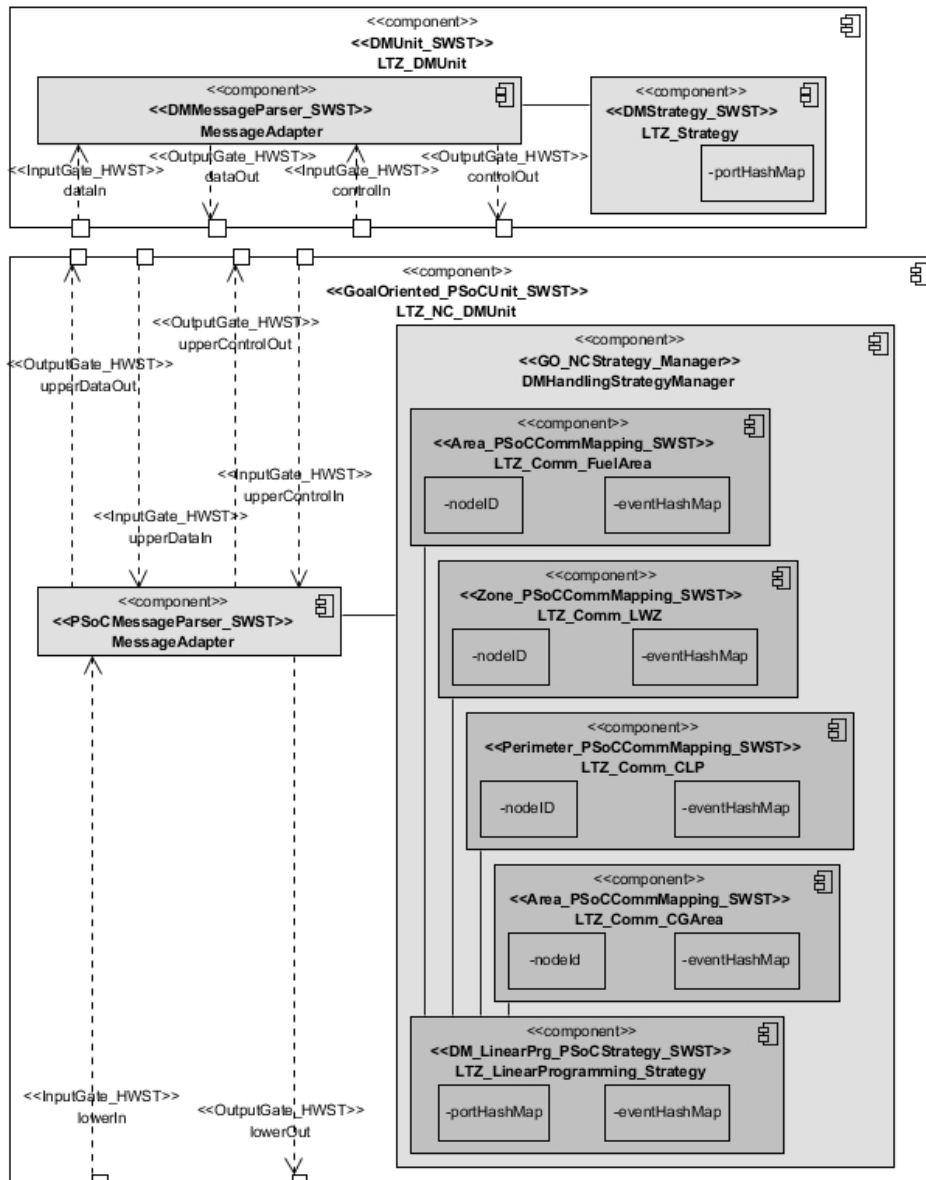 <<component>>
<<DMUnit_SWST>>
LTZ_DMUnit
<<component>>
<<DMMessageParser_SWST>>
MessageAdapter
<<component>>
<<DMStrategy_SWST>>
LTZ_Strategy
-portHashMap
<<InputGate_HWST>>
dataIn
<<OutputGate_HWST>>
dataOut
<<InputGate_HWST>>
controlIn
<<OutputGate_HWST>>
controlOut
<<component>>
<<GoalOriented_PSoCUnit_SWST>>
LTZ_NC_DMUnit
<<OutputGate_HWST>>
upperDataOut
<<OutputGate_HWST>>
upperControlOut
<<InputGate_HWST>>
upperControlIn
<<InputGate_HWST>>
upperDataIn
<<component>>
<<PSoCMessageParser_SWST>>
MessageAdapter
<<InputGate_HWST>>
lowerIn
<<OutputGate_HWST>>
lowerOut
<<component>>
<<GO_NCStrategy_Manager>>
DMHandlingStrategyManager
<<component>>
<<Area_PSoCCommMapping_SWST>>
LTZ_Comm_FuelArea
-nodeID
-eventHashMap
<<component>>
<<Zone_PSoCCommMapping_SWST>>
LTZ_Comm_LWZ
-nodeID
-eventHashMap
<<component>>
<<Perimeter_PSoCCommMapping_SWST>>
LTZ_Comm_CLP
-nodeID
-eventHashMap
<<component>>
<<Area_PSoCCommMapping_SWST>>
LTZ_Comm_CGArea
-nodeId
-eventHashMap
<<component>>
<<DM_LinearPrg_PSoCStrategy_SWST>>
LTZ_LinearProgramming_Strategy
-portHashMap
-eventHashMap